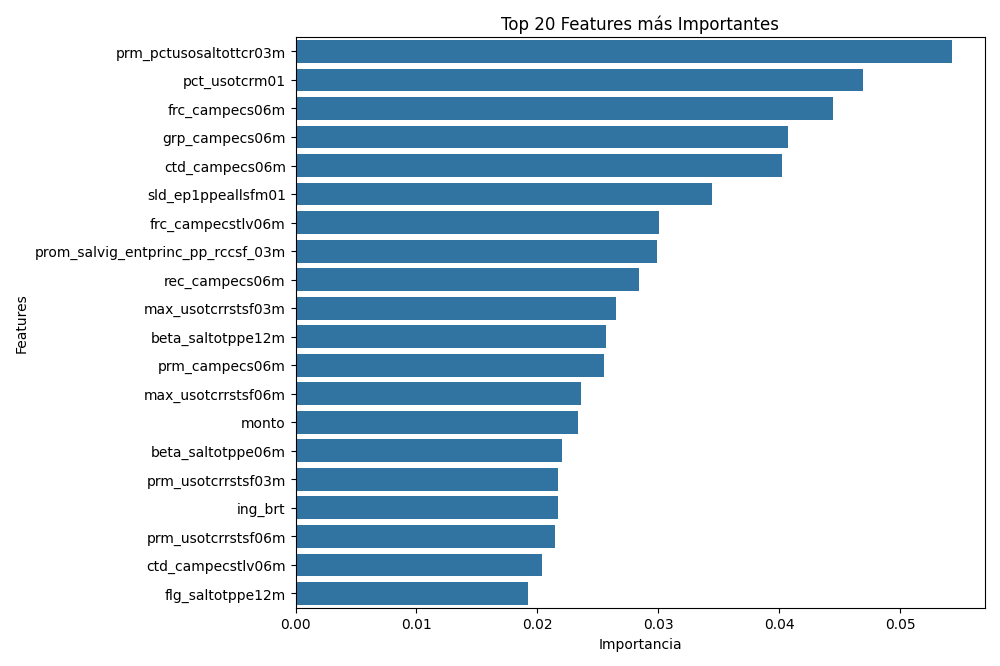 Top 20 Features más Importantes
prm_pctusosaltottcr03m
pct_usotcrm01
frc_campecs06m
grp_campecs06m
ctd_campecs06m
sld_ep1ppeallsfm01
frc_campecstlv06m
prom_salvig_entprinc_pp_rccsf_03m
rec_campecs06m
max_usotcrrstsf03m
beta_saltotppe12m
prm_campecs06m
max_usotcrrstsf06m
monto
beta_saltotppe06m
prm_usotcrrstsf03m
ing_brt
prm_usotcrrstsf06m
ctd_campecstlv06m
flg_saltotppe12m
Features
0.00 0.01 0.02 0.03 0.04 0.05
Importancia